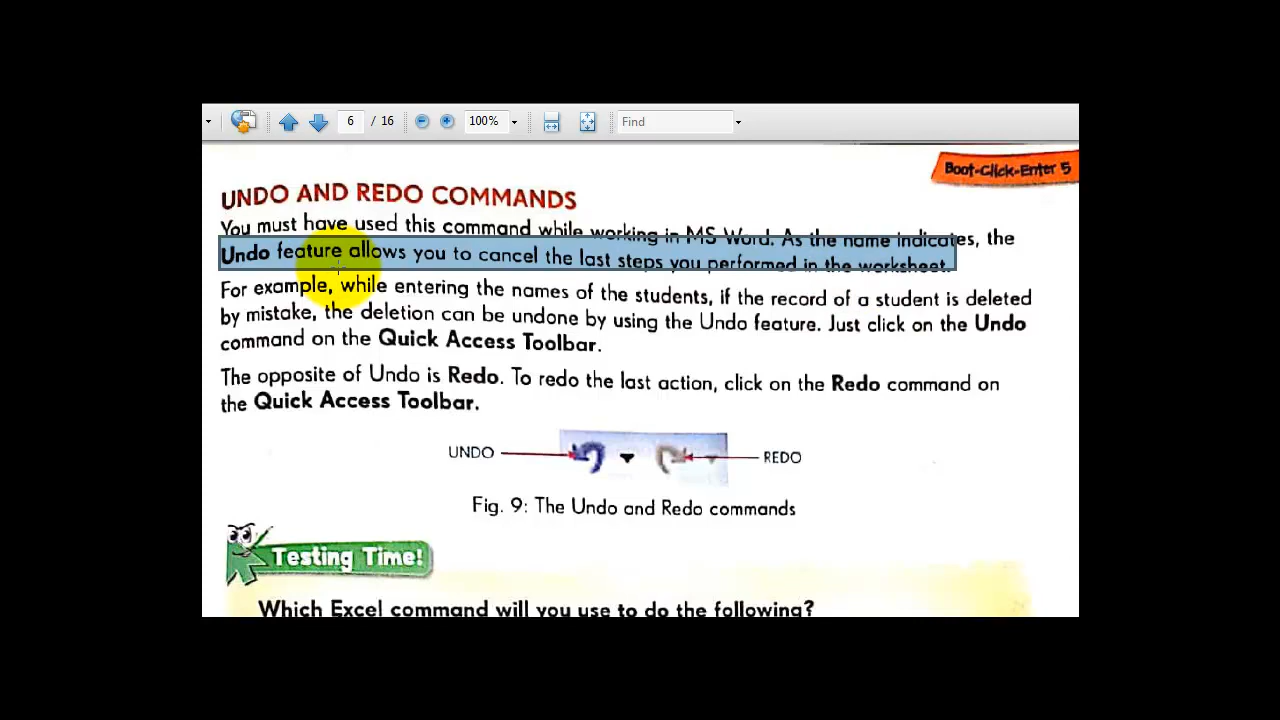 6 / 16
100%
Find
Boot-Click-Enter 5
UNDO AND REDO COMMANDS
You must have used this command while working in MS Word. As the name indicates, the
Undo feature allows you to cancel the last steps you performed in the worksheet.
For example, while entering the names of the students, if the record of a student is deleted
by mistake, the deletion can be undone by using the Undo feature. Just click on the Undo
command on the Quick Access Toolbar.
The opposite of Undo is Redo. To redo the last action, click on the Redo command on
the Quick Access Toolbar.
UNDO
REDO
Fig. 9: The Undo and Redo commands
Testing Time!
Which Excel command will you use to do the following?